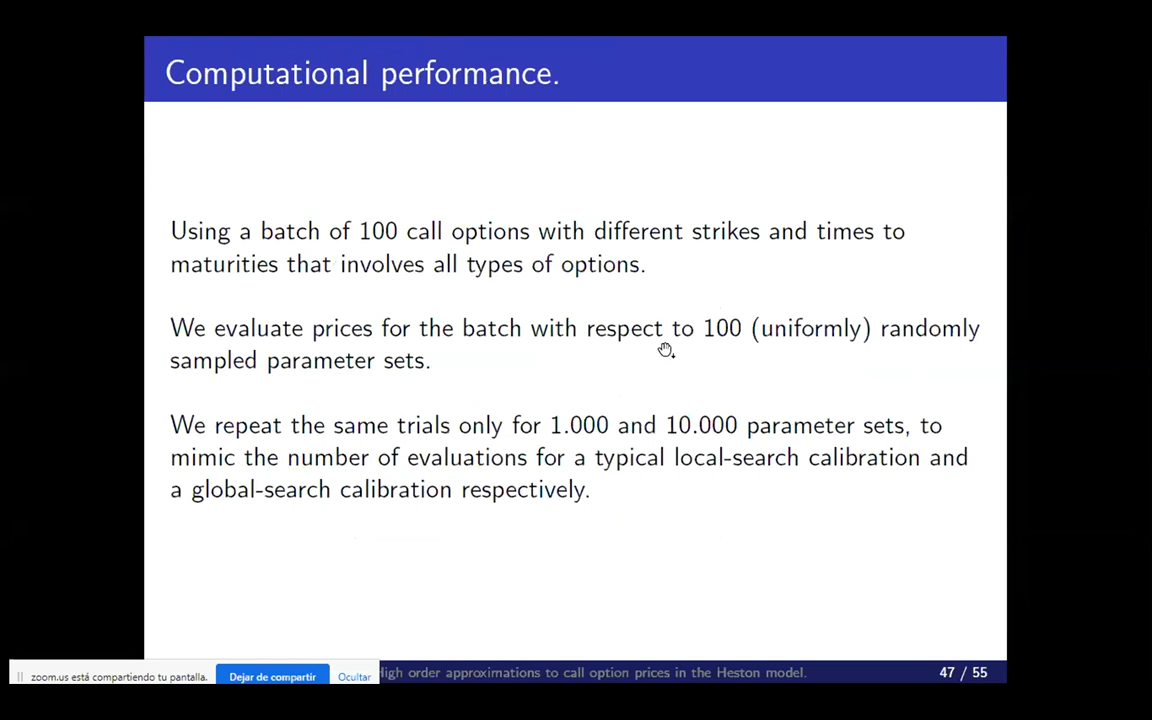 Computational performance.
Using a batch of 100 call options with different strikes and times to
maturities that involves all types of options.
We evaluate prices for the batch with respect to 100 (uniformly) randomly
sampled parameter sets.
We repeat the same trials only for 1.000 and 10.000 parameter sets, to
mimic the number of evaluations for a typical local-search calibration and
a global-search calibration respectively.
zoom.us está compartiendo tu pantalla. Dejar de compartir Ocultar
High order approximations to call option prices in the Heston model. 47 / 55